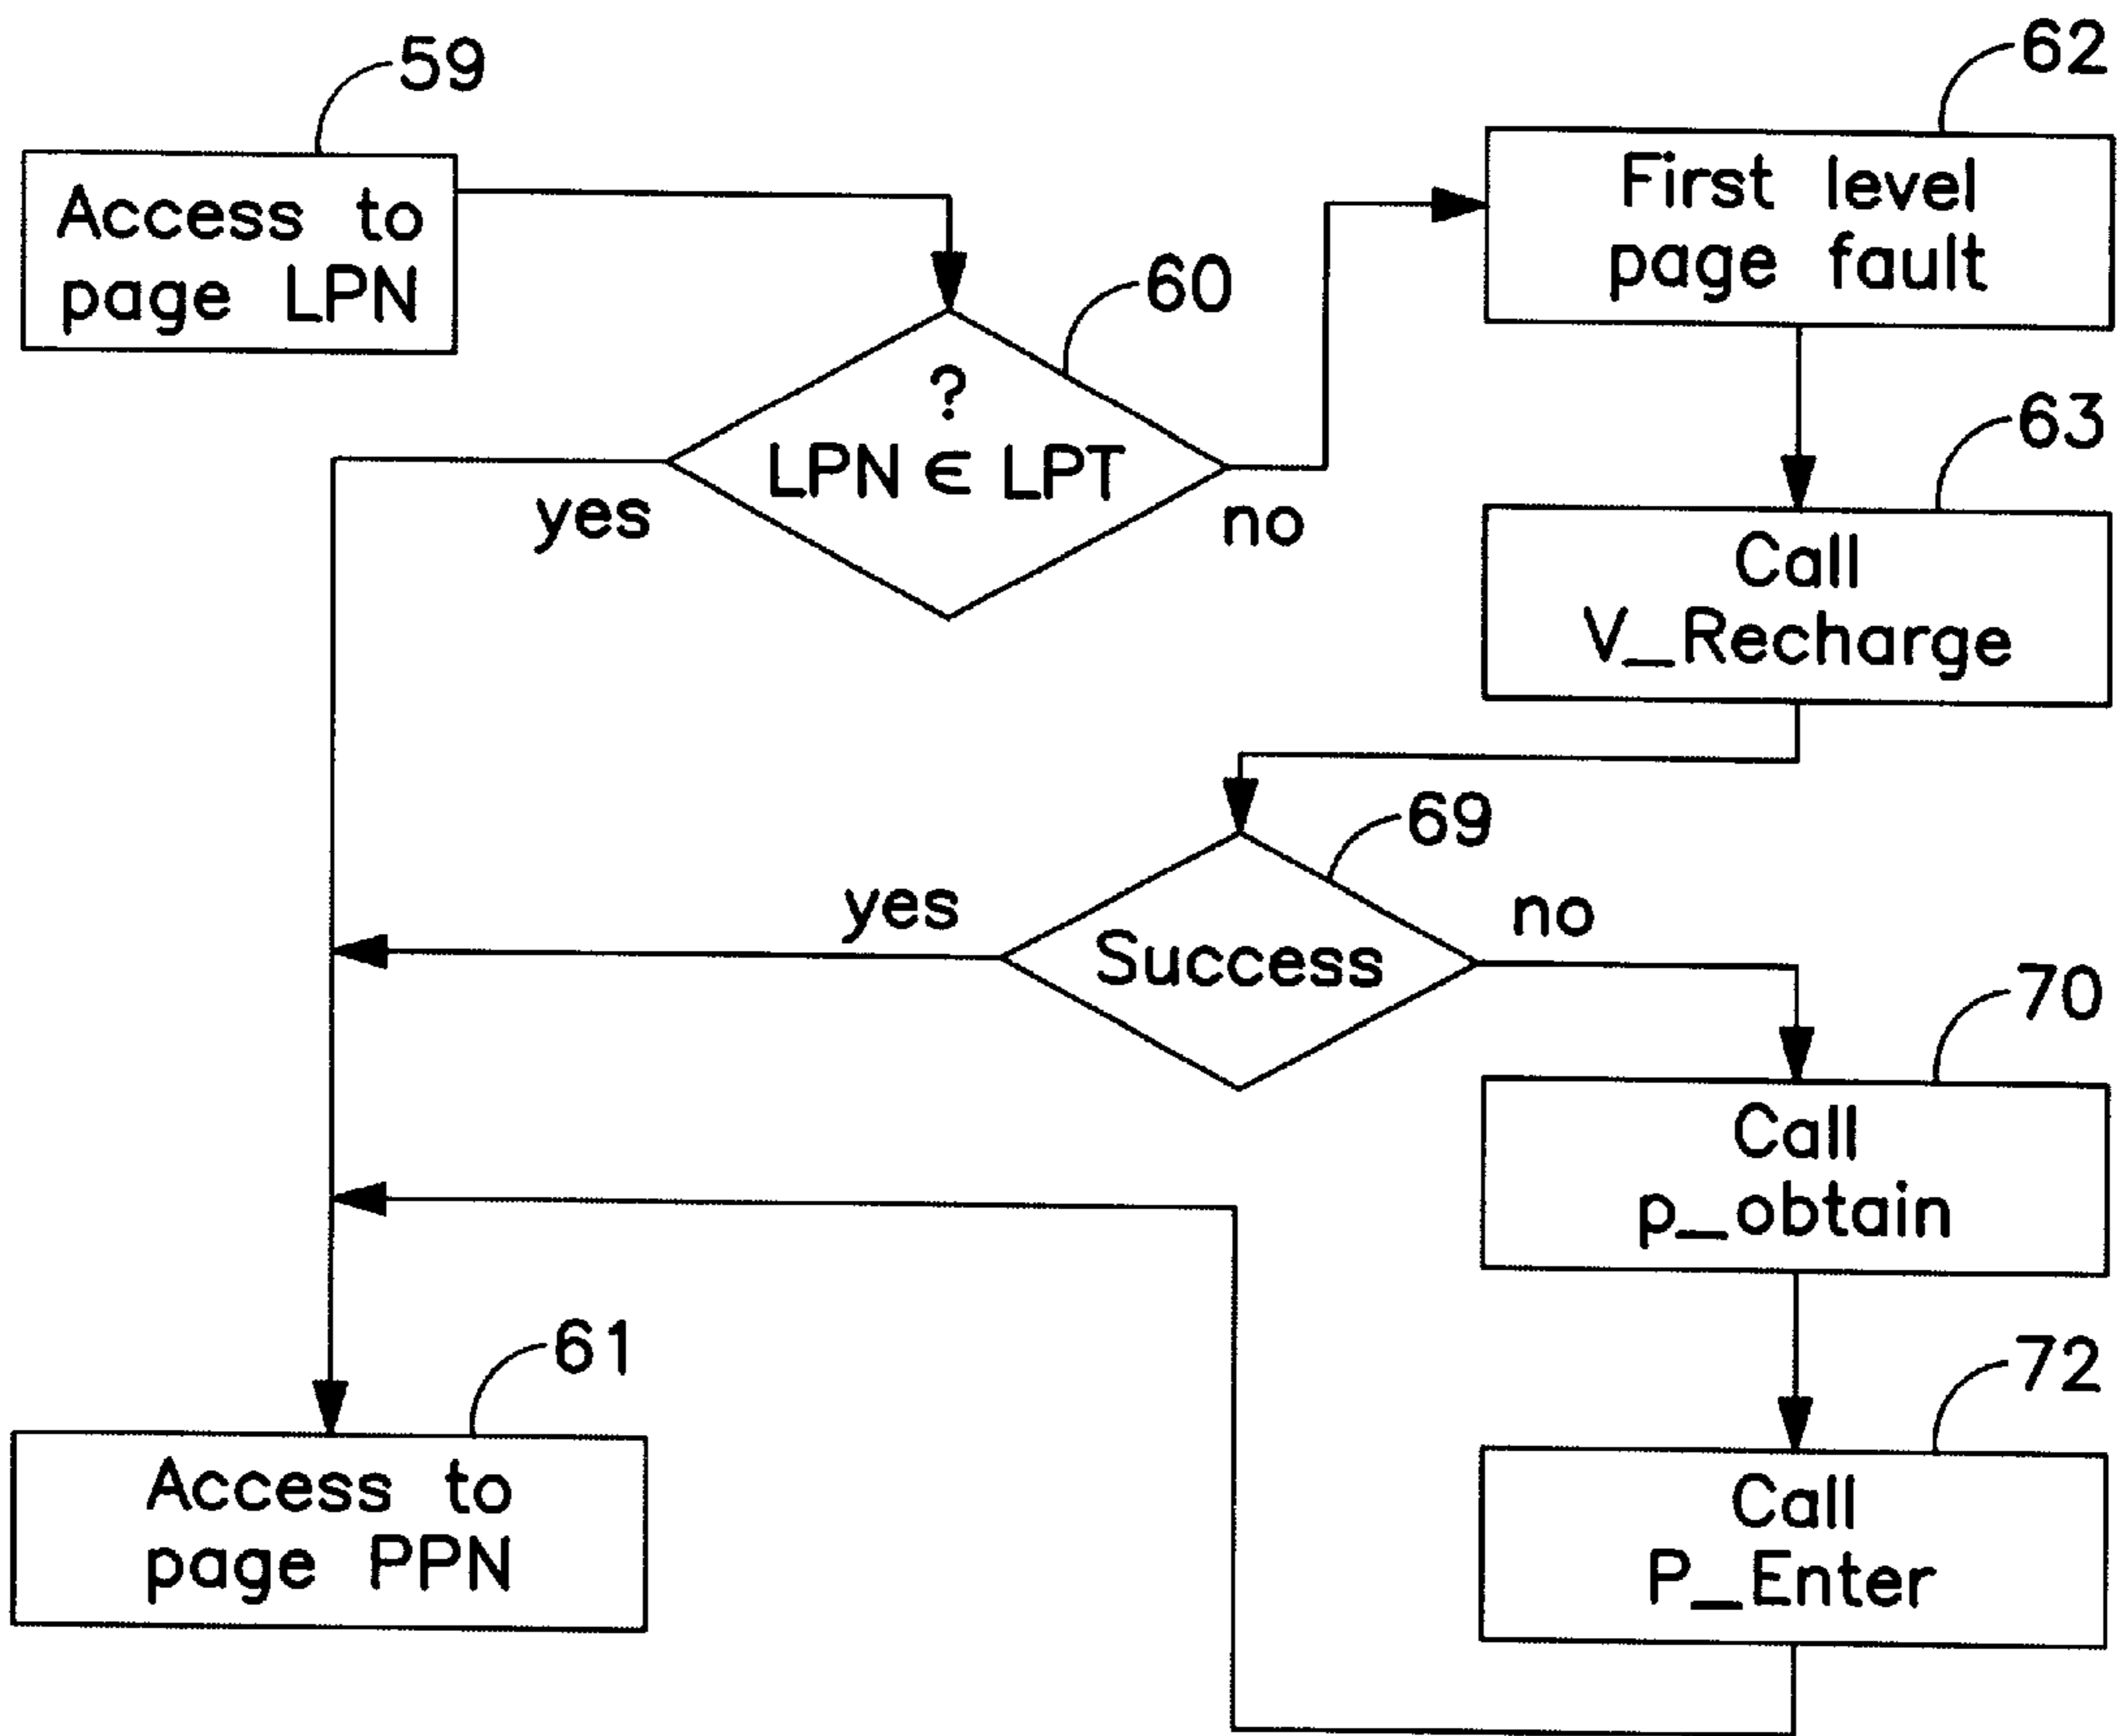 59
Access to
page LPN
60
?
LPN ∈ LPT
yes
no
62
First level
page fault
63
Call
V_Recharge
69
Success
yes
no
70
Call
p_obtain
72
Call
P_Enter
61
Access to
page PPN